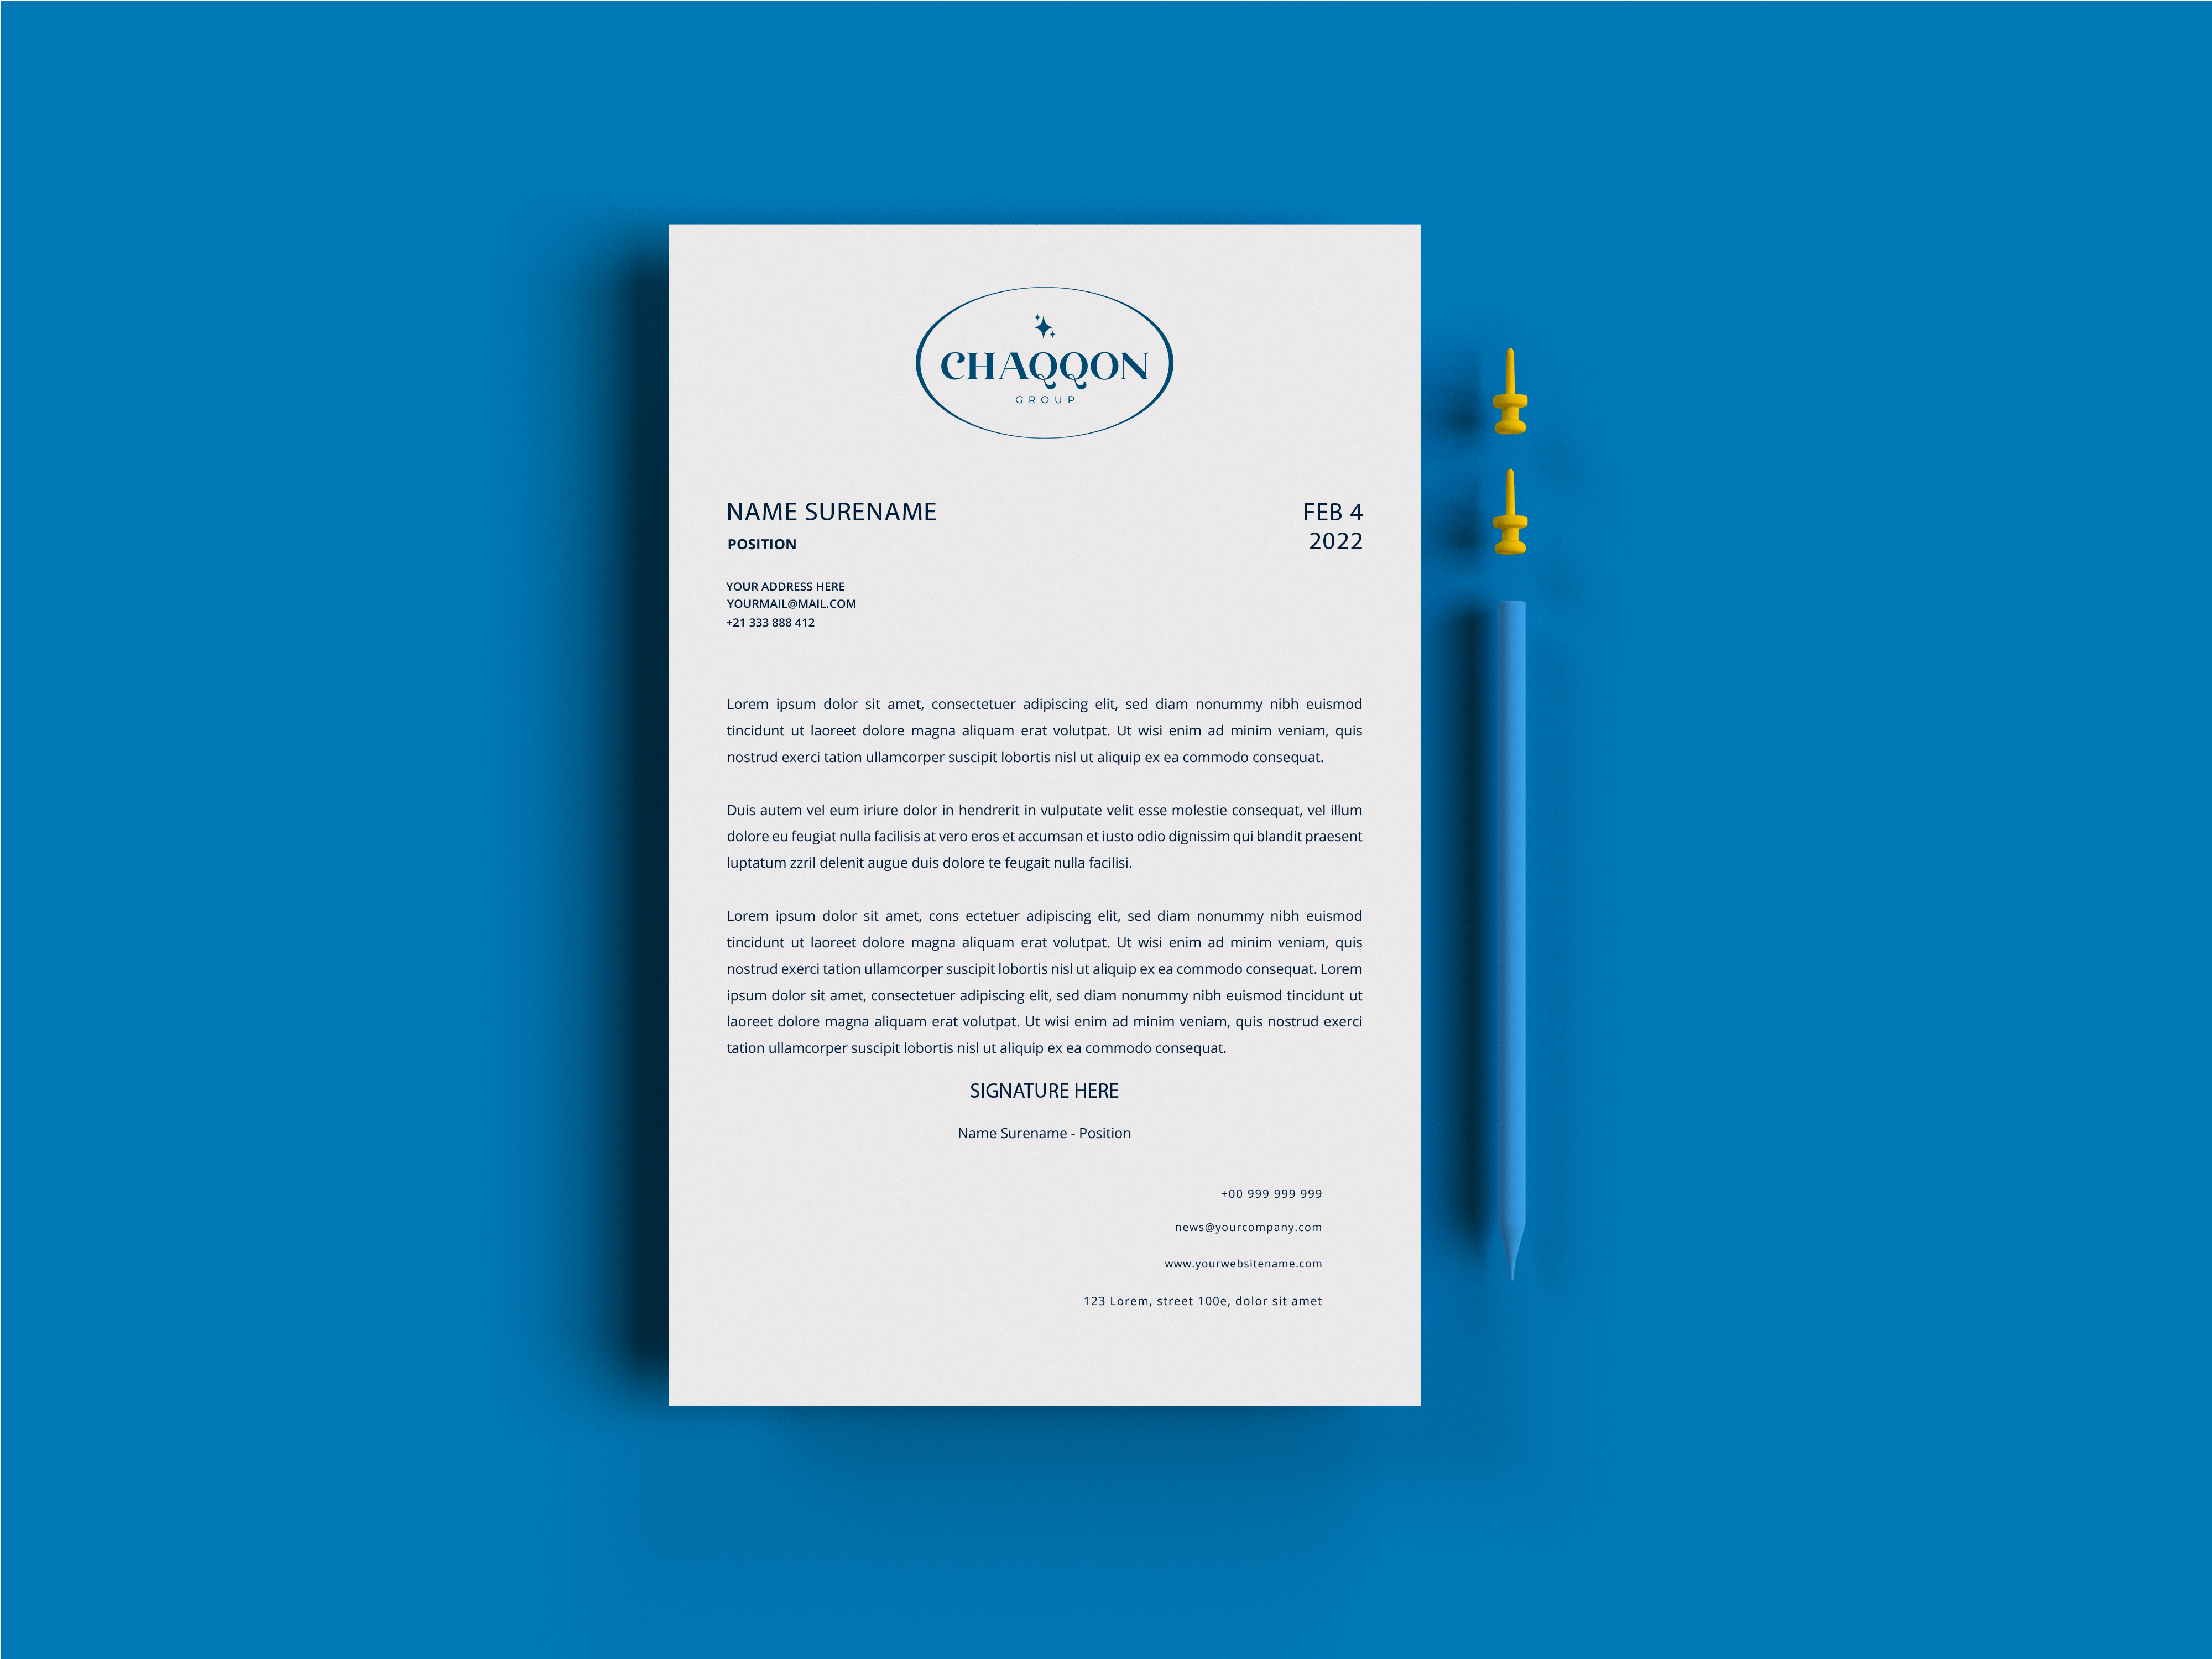 CHAQQON
GROUP
NAME SURENAME
FEB 4
2022
POSITION
YOUR ADDRESS HERE
YOURMAIL@MAIL.COM
+21 333 888 412
Lorem ipsum dolor sit amet, consectetuer adipiscing elit, sed diam nonummy nibh euismod
tincidunt ut laoreet dolore magna aliquam erat volutpat. Ut wisi enim ad minim veniam, quis
nostrud exerci tation ullamcorper suscipit lobortis nisl ut aliquip ex ea commodo consequat.
Duis autem vel eum iriure dolor in hendrerit in vulputate velit esse molestie consequat, vel illum
dolore eu feugiat nulla facilisis at vero eros et accumsan et iusto odio dignissim qui blandit praesent
luptatum zzril delenit augue duis dolore te feugait nulla facilisi.
Lorem ipsum dolor sit amet, cons ectetuer adipiscing elit, sed diam nonummy nibh euismod
tincidunt ut laoreet dolore magna aliquam erat volutpat. Ut wisi enim ad minim veniam, quis
nostrud exerci tation ullamcorper suscipit lobortis nisl ut aliquip ex ea commodo consequat. Lorem
ipsum dolor sit amet, consectetuer adipiscing elit, sed diam nonummy nibh euismod tincidunt ut
laoreet dolore magna aliquam erat volutpat. Ut wisi enim ad minim veniam, quis nostrud exerci
tation ullamcorper suscipit lobortis nisl ut aliquip ex ea commodo consequat.
SIGNATURE HERE
Name Surename - Position
+00 999 999 999
news@yourcompany.com
www.yourwebsitename.com
123 Lorem, street 100e, dolor sit amet